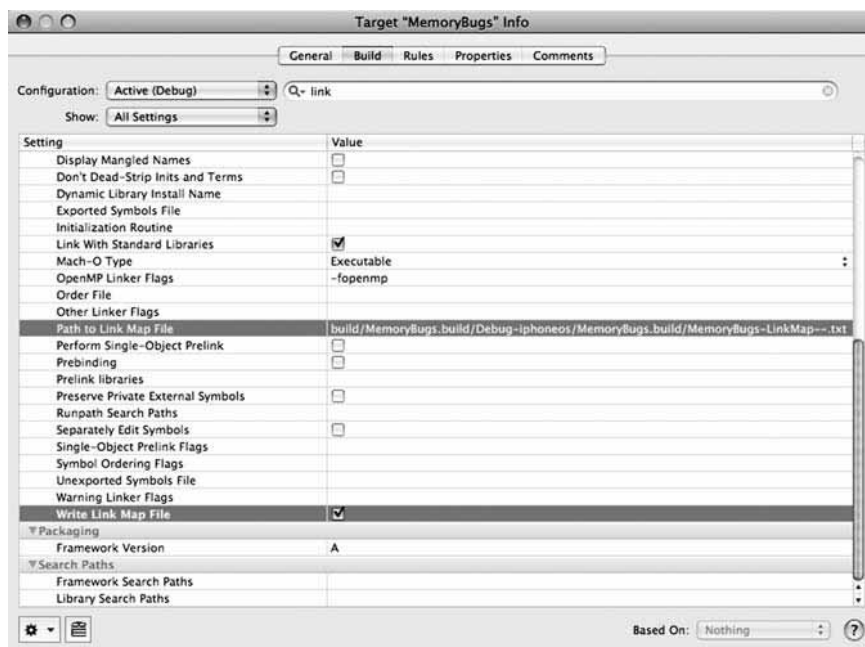 Target "MemoryBugs" Info
General Build Rules Properties Comments
Configuration: Active (Debug) link
Show: All Settings
Setting Value
Display Mangled Names
Don't Dead-Strip Inits and Terms
Dynamic Library Install Name
Exported Symbols File
Initialization Routine
Link With Standard Libraries
Mach-O Type Executable
OpenMP Linker Flags -fopenmp
Order File
Other Linker Flags
Path to Link Map File build/MemoryBugs.build/Debug-iphoneos/MemoryBugs.build/MemoryBugs-LinkMap--.txt
Perform Single-Object Prelink
Prebinding
Prelink libraries
Preserve Private External Symbols
Runpath Search Paths
Separately Edit Symbols
Single-Object Prelink Flags
Symbol Ordering Flags
Unexported Symbols File
Warning Linker Flags
Write Link Map File
Packaging
Framework Version A
Search Paths
Framework Search Paths
Library Search Paths
Based On: Nothing ?